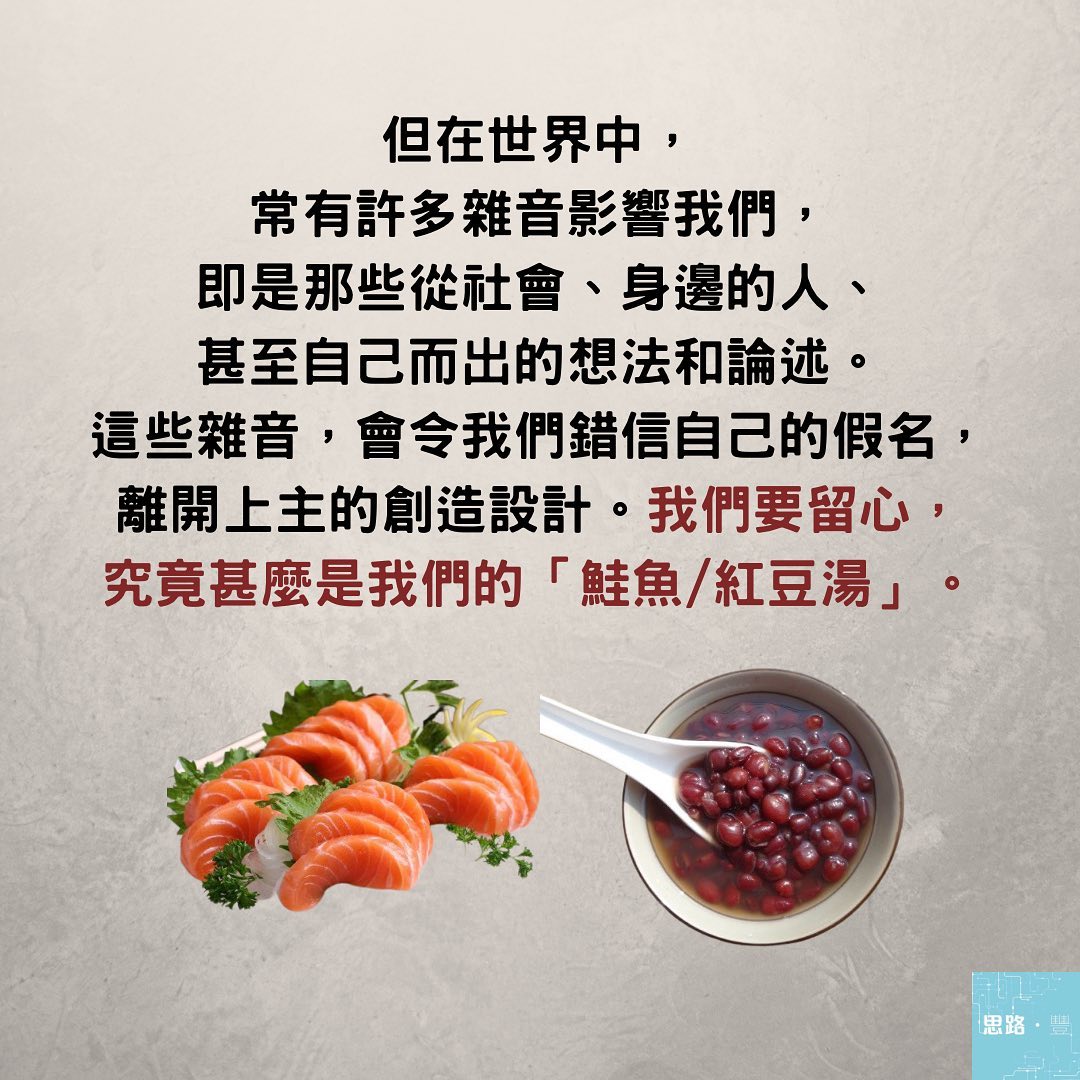 但在世界中，
常有許多雜音影響我們，
即是那些從社會、身邊的人、
甚至自己而出的想法和論述。
這些雜音，會令我們錯信自己的假名，
離開上主的創造設計。我們要留心，
究竟甚麼是我們的「鮭魚/紅豆湯」。
思路·豐